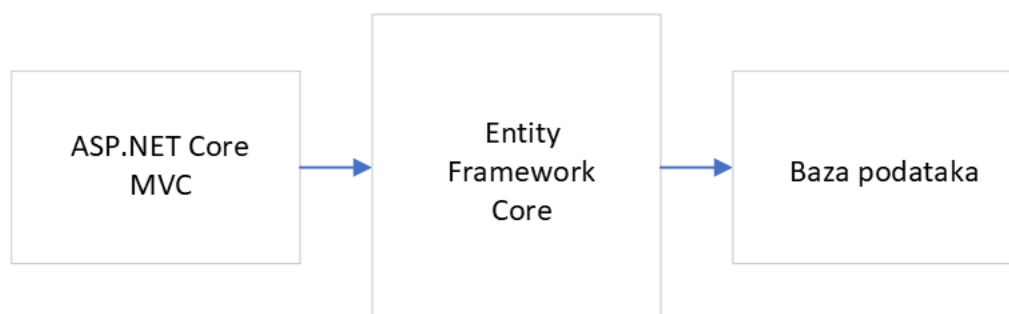 ASP.NET Core
MVC
Entity
Framework
Core
Baza podataka